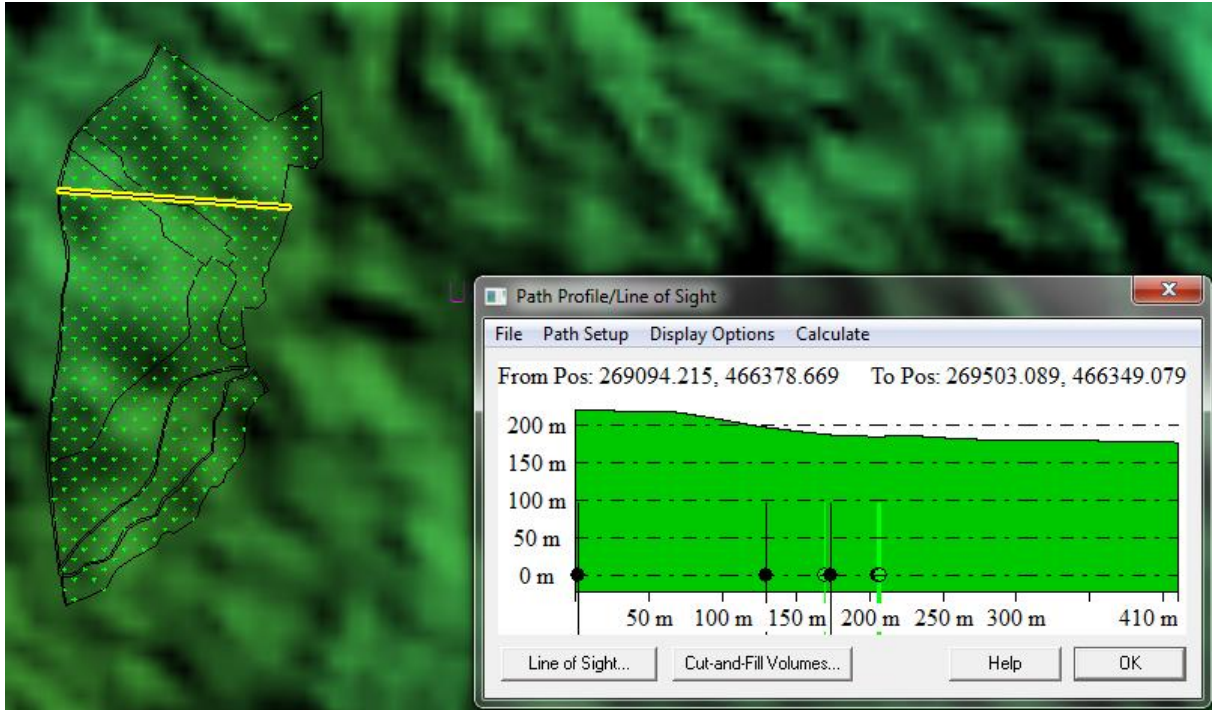 Path Profile/Line of Sight
File Path Setup Display Options Calculate
From Pos: 269094.215, 466378.669 To Pos: 269503.089, 466349.079
200 m
150 m
100 m
50 m
0 m
50 m 100 m 150 m 200 m 250 m 300 m 410 m
Line of Sight... Cut-and-Fill Volumes... Help OK